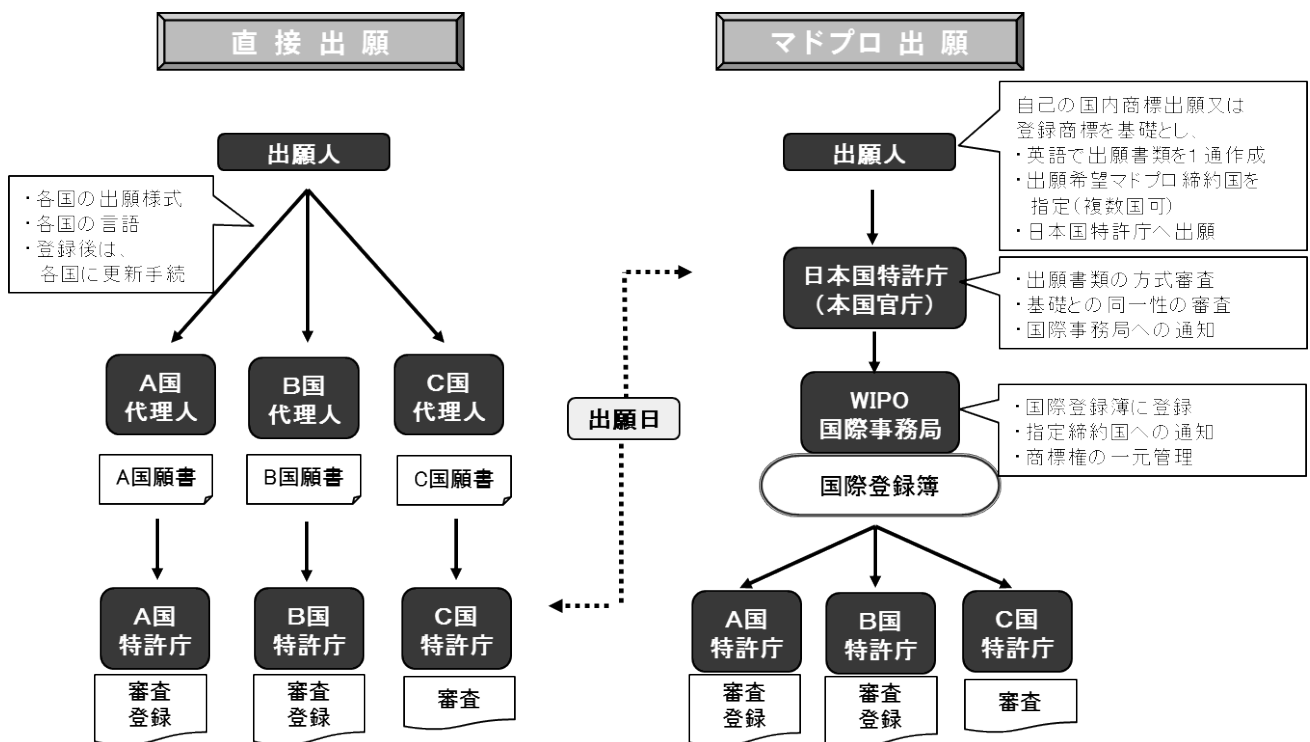 直 接 出 願
出願人
・各国の出願様式
・各国の言語
・登録後は、
各国に更新手続
A国
代理人
B国
代理人
C国
代理人
A国願書
B国願書
C国願書
A国
特許庁
B国
特許庁
C国
特許庁
審査
登録
審査
登録
審査
出願日
マドプロ 出 願
出願人
自己の国内商標出願又は
登録商標を基礎とし、
・英語で出願書類を1通作成
・出願希望マドプロ締約国を
指定(複数国可)
・日本国特許庁へ出願
日本国特許庁
(本国官庁)
・出願書類の方式審査
・基礎との同一性の審査
・国際事務局への通知
WIPO
国際事務局
・国際登録簿に登録
・指定締約国への通知
・商標権の一元管理
国際登録簿
A国
特許庁
B国
特許庁
C国
特許庁
審査
登録
審査
登録
審査